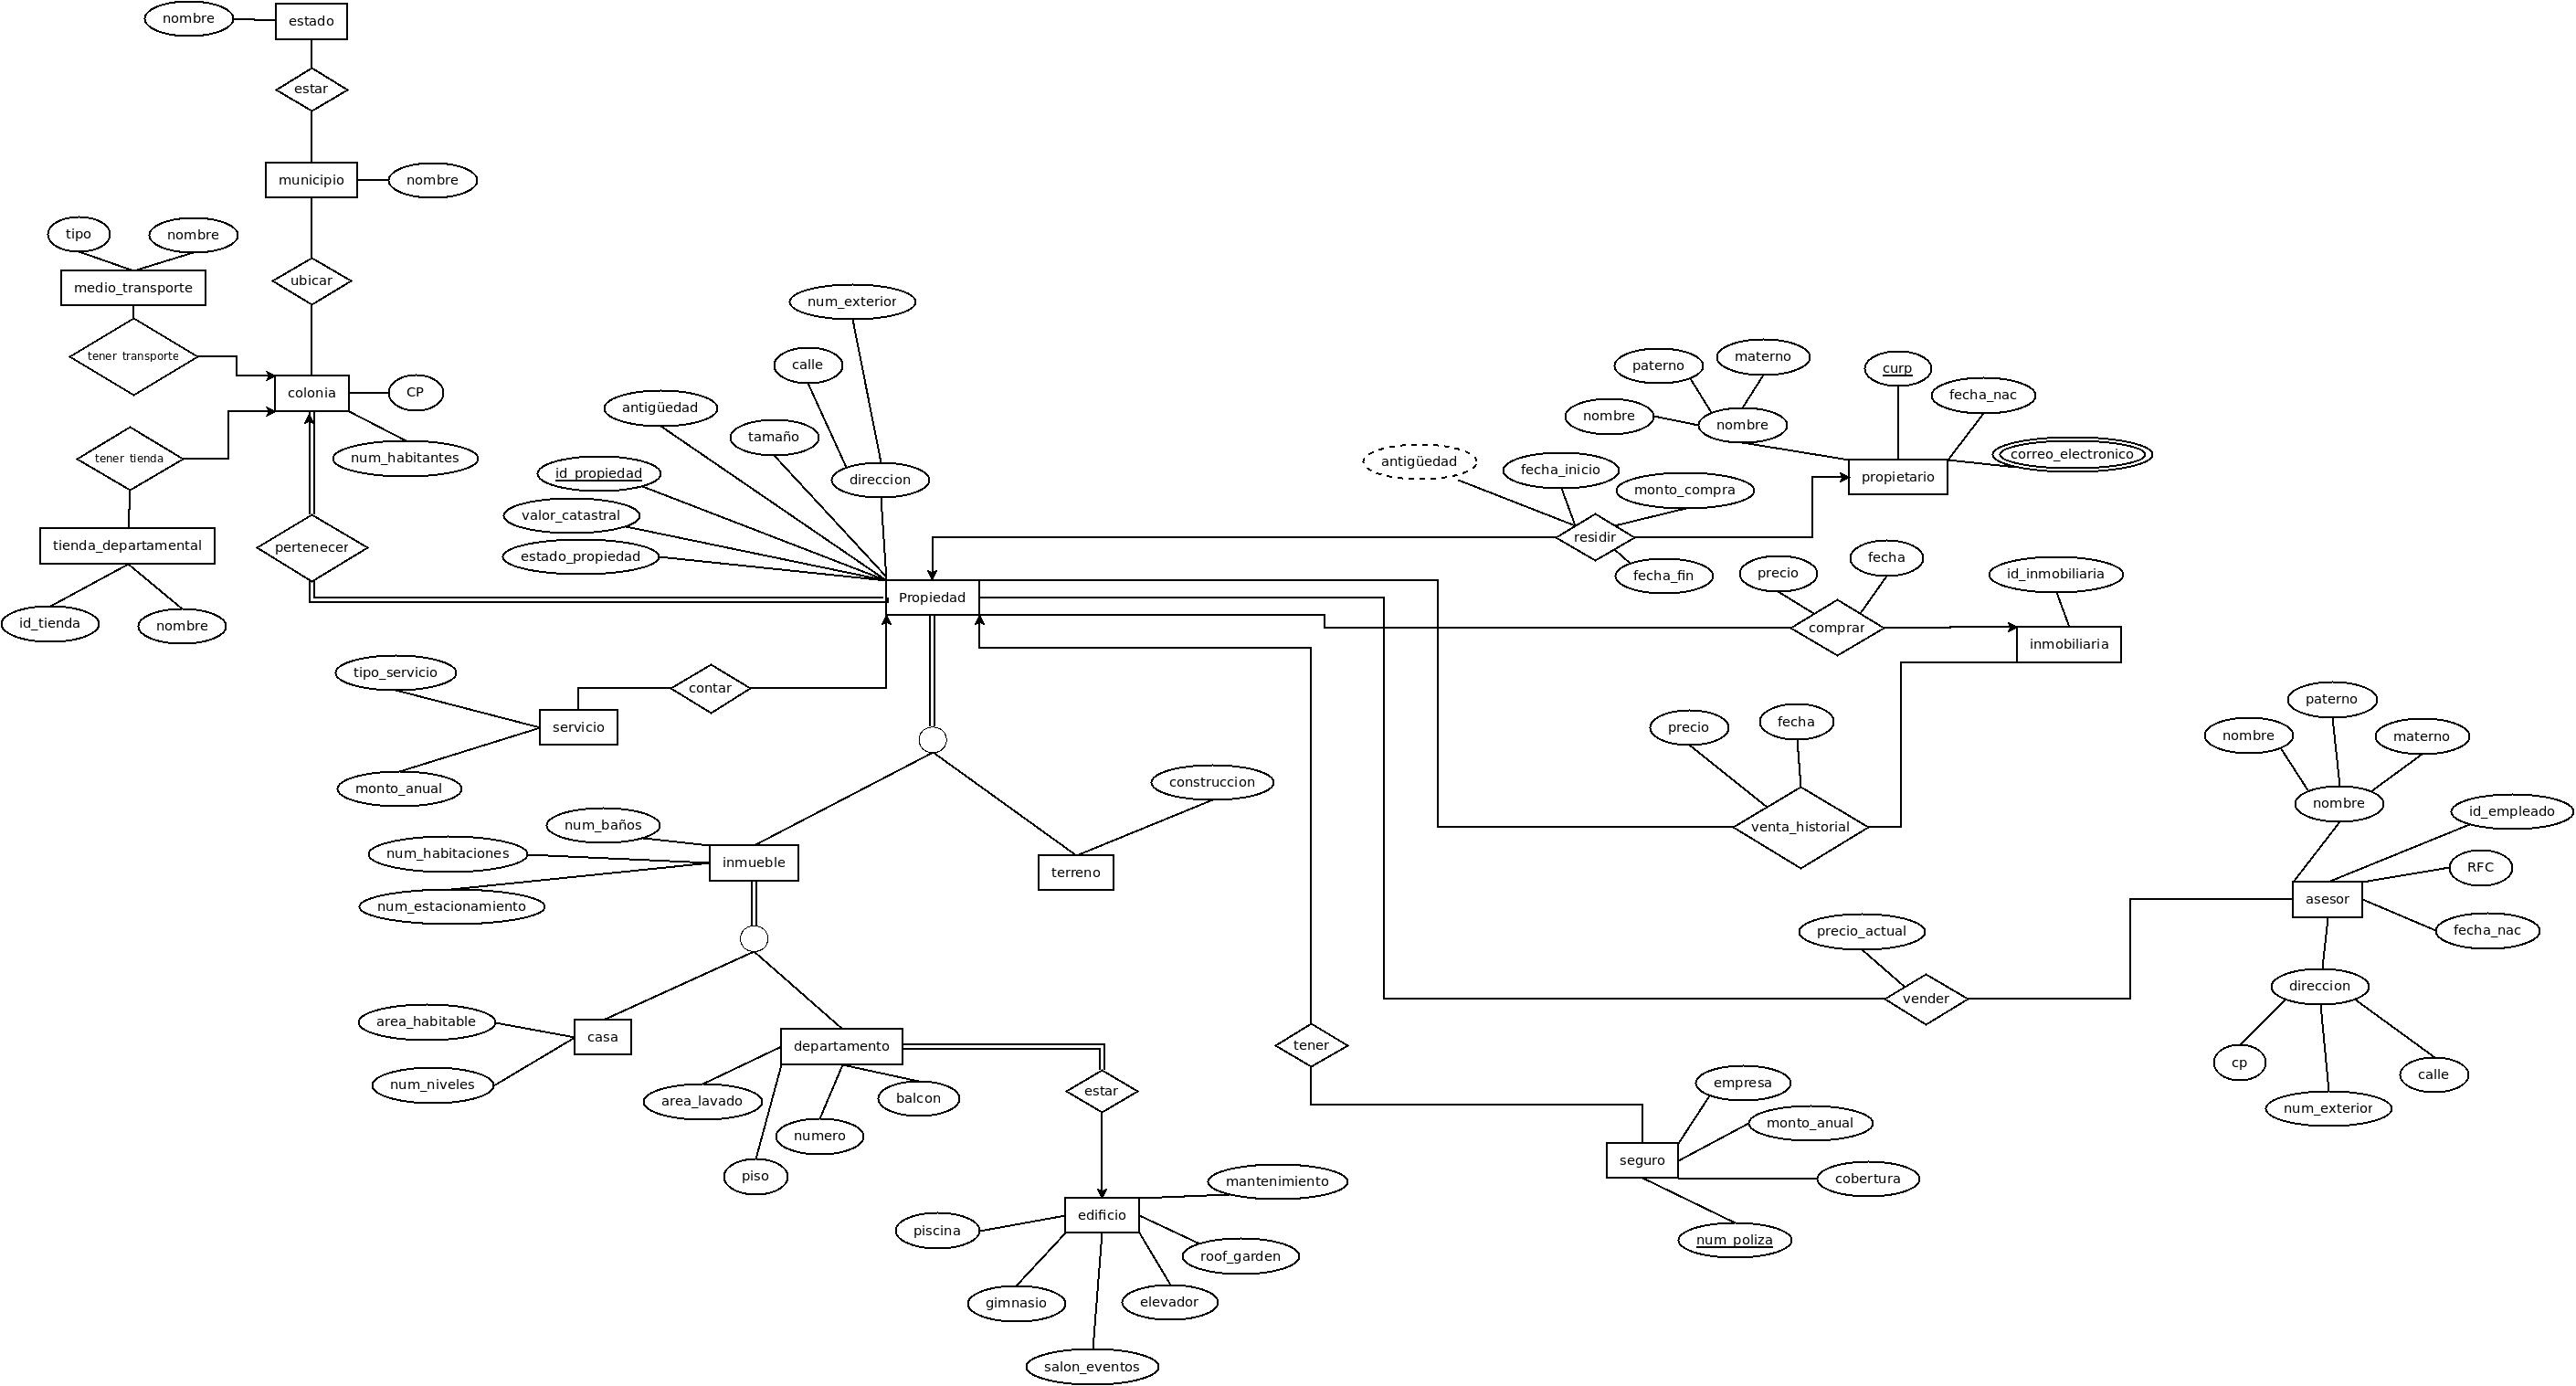 nombre
estado
estar
municipio
nombre
tipo
nombre
medio_transporte
ubicar
tener transporte
colonia
CP
num_habitantes
tener tienda
tienda_departamental
id_tienda
nombre
pertenecer
num_exterior
calle
antigüedad
tamaño
direccion
id_propiedad
valor_catastral
estado_propiedad
Propiedad
paterno
materno
nombre
nombre
curp
fecha_nac
correo_electronico
propietario
antigüedad
fecha_inicio
monto_compra
residir
fecha_fin
precio
fecha
comprar
id_inmobiliaria
inmobiliaria
tipo_servicio
contar
servicio
monto_anual
precio
fecha
venta_historial
num_baños
num_habitaciones
num_estacionamiento
inmueble
construccion
terreno
paterno
nombre
materno
nombre
id_empleado
RFC
asesor
fecha_nac
direccion
cp
num_exterior
calle
precio_actual
vender
area_habitable
casa
num_niveles
departamento
area_lavado
balcon
numero
piso
estar
tener
empresa
monto_anual
seguro
cobertura
num_poliza
mantenimiento
edificio
piscina
roof_garden
gimnasio
elevador
salon_eventos